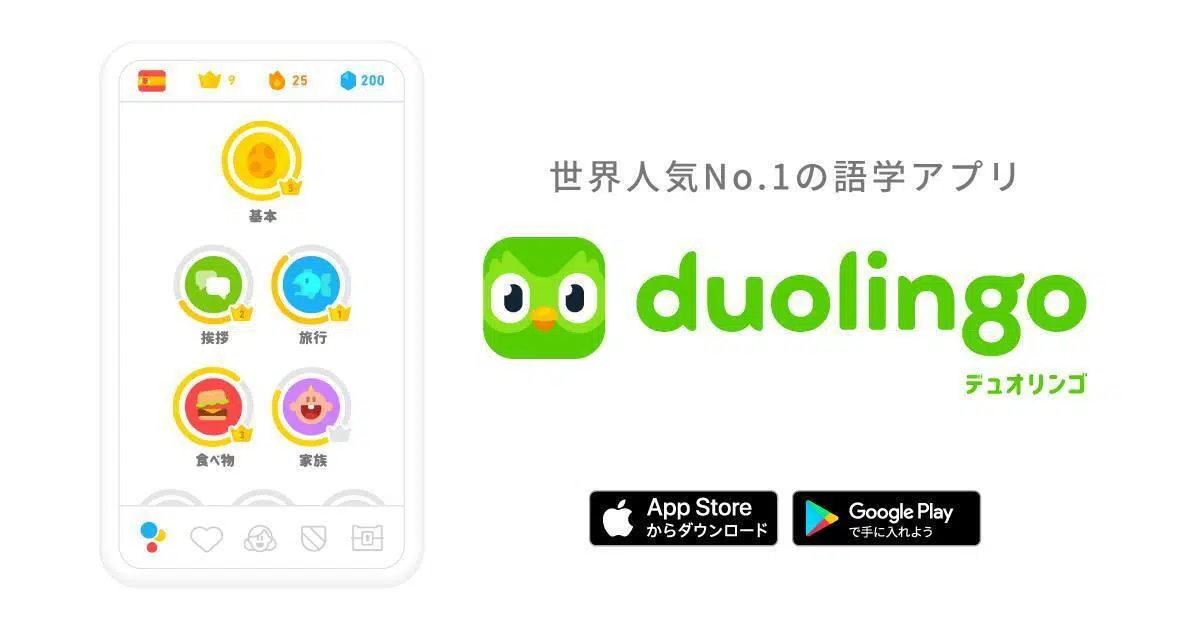 9 25 200
5
基本
2 1
挨拶 旅行
3
食べ物 家族
世界人気No.1の語学アプリ
duolingo
デュオリンゴ
App Store
からダウンロード
Google Play
で手に入れよう